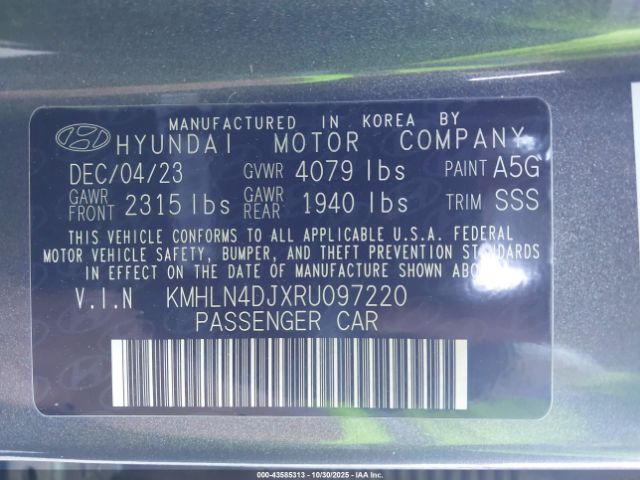 MANUFACTURED IN KOREA BY
HYUNDAI MOTOR COMPANY
DEC/04/23 GVWR 4079 lbs PAINT A5G
GAWR FRONT 2315 lbs GAWR REAR 1940 lbs TRIM SSS
THIS VEHICLE CONFORMS TO APPLICABLE U.S.A. FEDERAL
MOTOR VEHICLE SAFETY, BUMPER, AND THEFT PREVENTION STANDARDS
IN EFFECT ON THE DATE OF MANUFACTURE SHOWN ABOVE.
V.I.N KMHLN4DJXRU097220
PASSENGER CAR
000-43585313 - 10/30/2025 - IAA Inc.